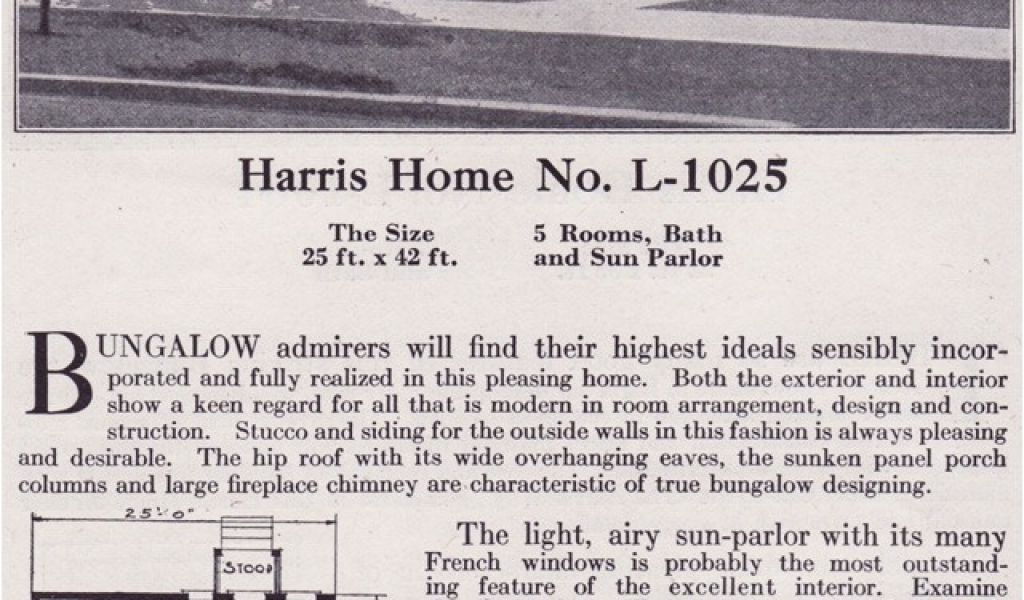 Harris Home No. L-1025
The Size
25 ft. x 42 ft.
5 Rooms, Bath
and Sun Parlor
BUNGALOW admirers will find their highest ideals sensibly incor-
porated and fully realized in this pleasing home. Both the exterior and interior
show a keen regard for all that is modern in room arrangement, design and con-
struction. Stucco and siding for the outside walls in this fashion is always pleasing
and desirable. The hip roof with its wide overhanging eaves, the sunken panel porch
columns and large fireplace chimney are characteristic of true bungalow designing.
25'-0"
STOOP
The light, airy sun-parlor with its many
French windows is probably the most outstand-
ing feature of the excellent interior. Examine